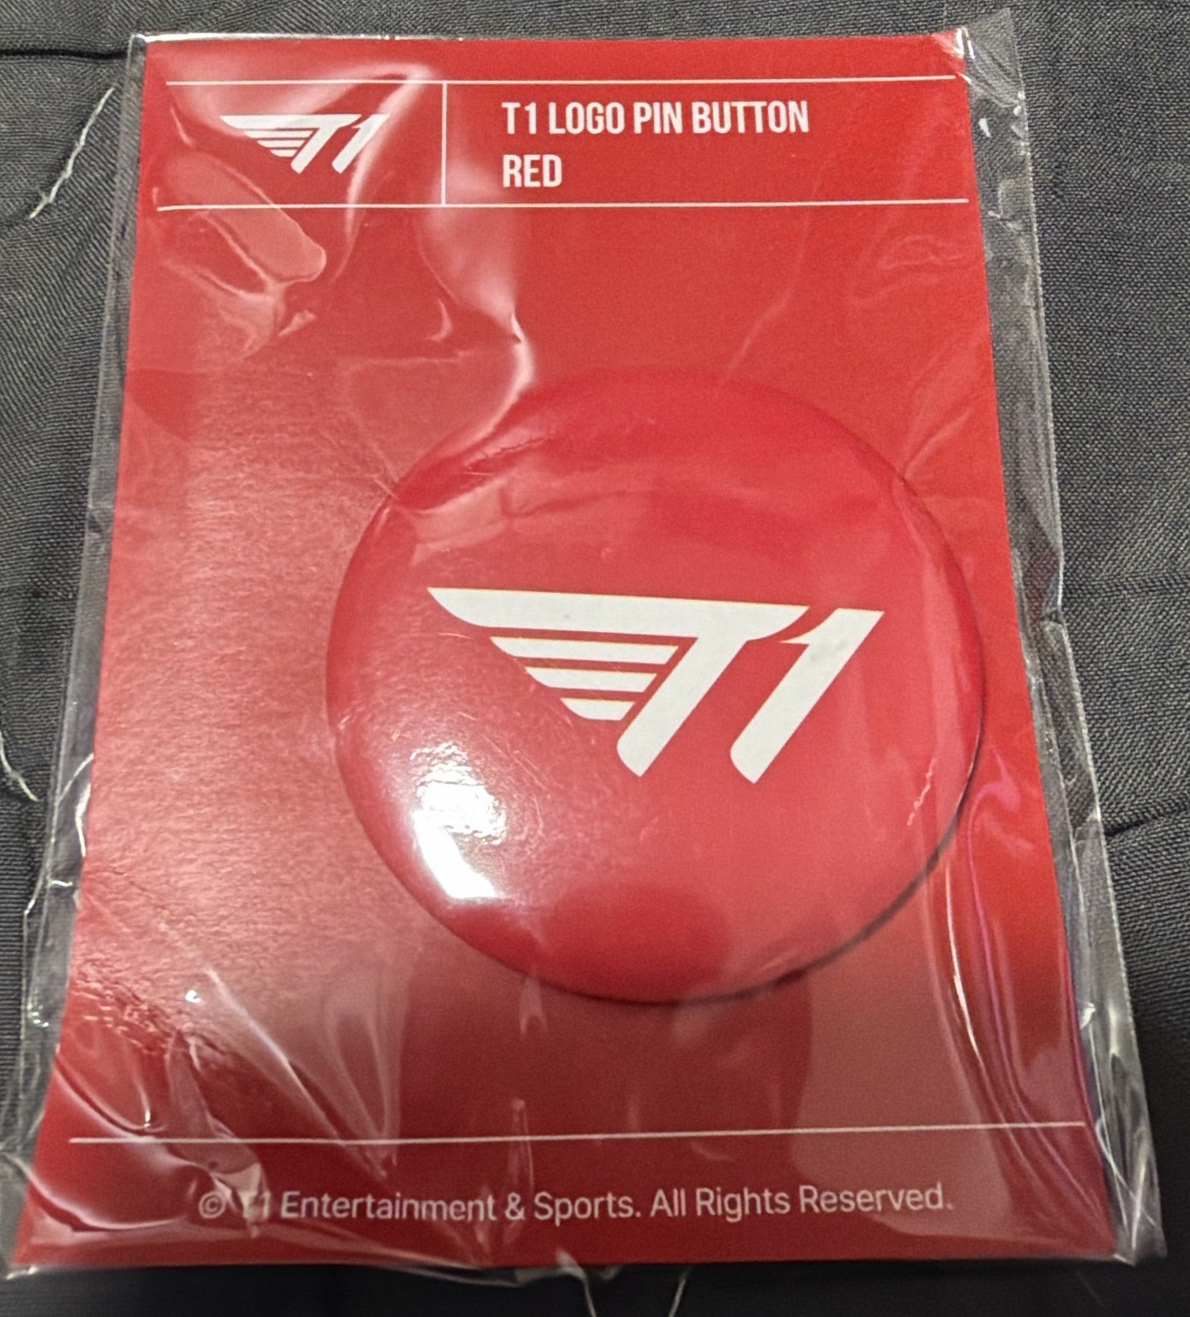 T1
T1 LOGO PIN BUTTON
RED
T1
© T1 Entertainment & Sports. All Rights Reserved.